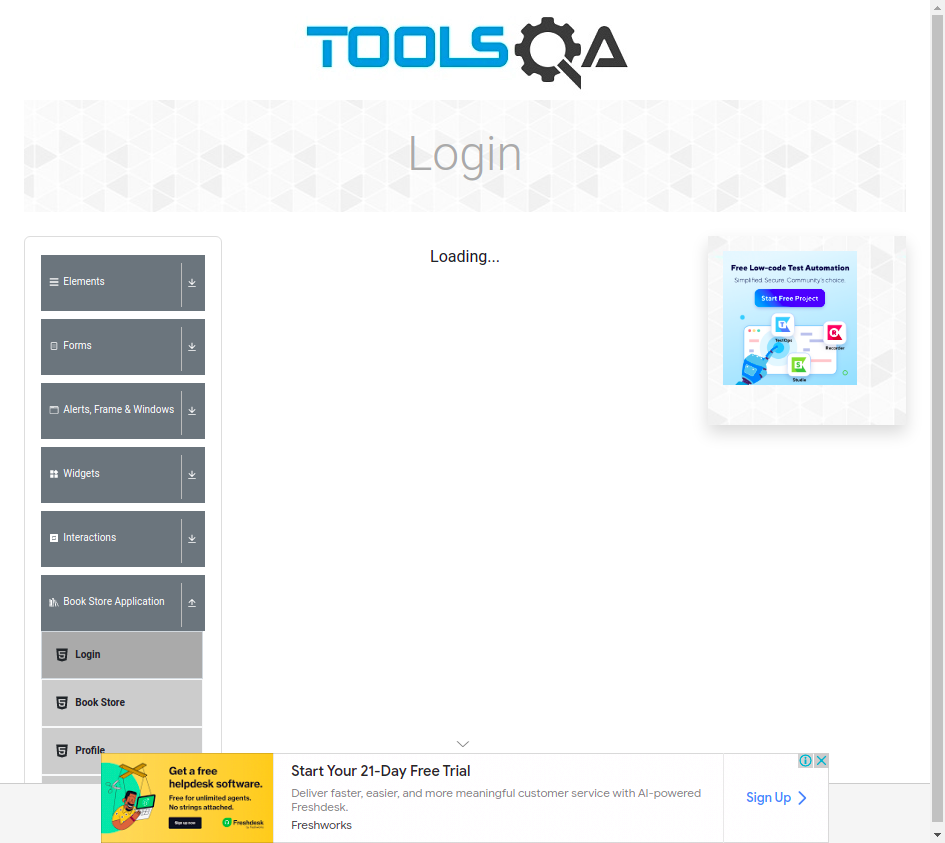 TOOLSQA
Login
Elements
Forms
Alerts, Frame & Windows
Widgets
Interactions
Book Store Application
Login
Book Store
Profile
Loading...
Free Low-code Test Automation
Simplified. Secure. Community's choice.
Start Free Project
TestOps
Recorder
Studio
Get a free
helpdesk software.
Free for unlimited agents.
No strings attached.
Sign up now
Freshdesk
Start Your 21-Day Free Trial
Deliver faster, easier, and more meaningful customer service with AI-powered
Freshdesk.
Freshworks
Sign Up